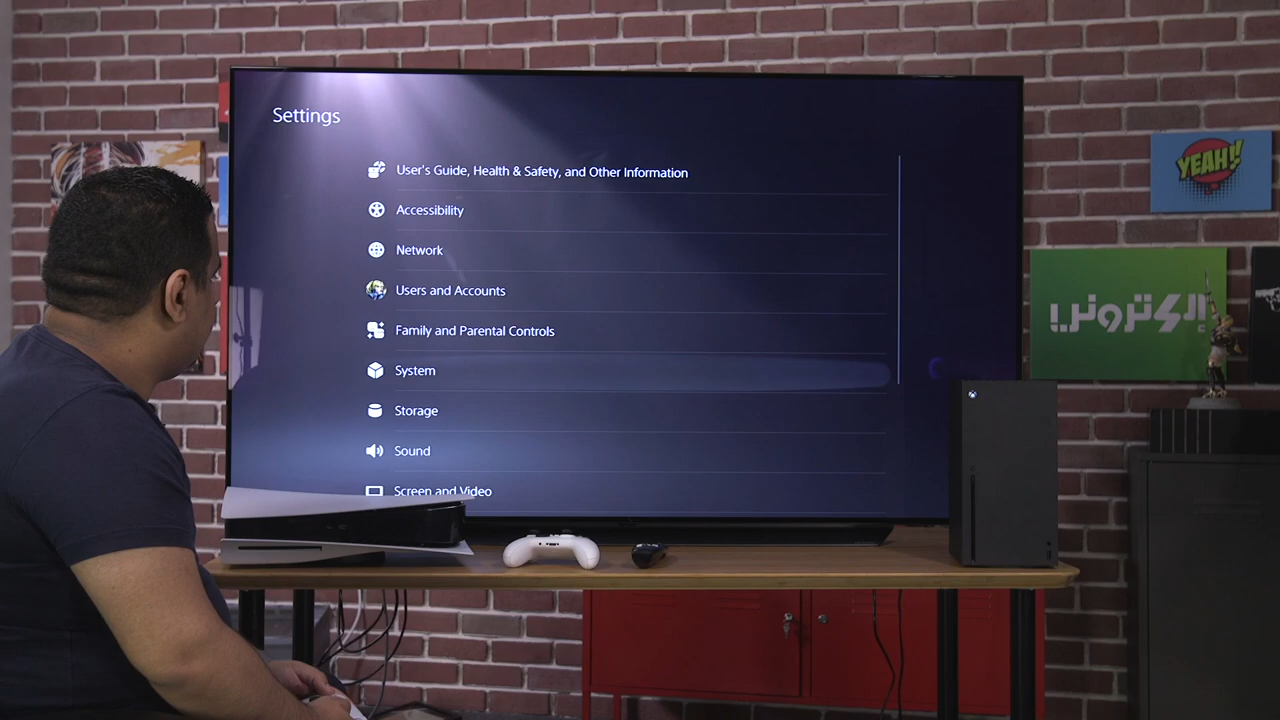 Settings
User's Guide, Health & Safety, and Other Information
Accessibility
Network
Users and Accounts
Family and Parental Controls
System
Storage
Sound
Screen and Video
YEAH!!
إلكتروني